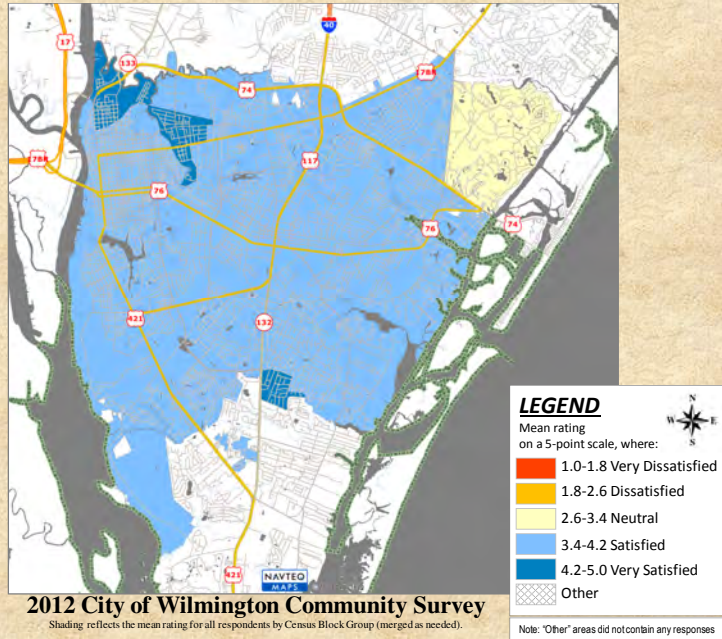 40
17
133
74
17BR
117
17BR
76
76
74
421
132
421
NAVTEQ
MAPS
LEGEND
N
W E
S
Mean rating
on a 5-point scale, where:
1.0-1.8 Very Dissatisfied
1.8-2.6 Dissatisfied
2.6-3.4 Neutral
3.4-4.2 Satisfied
4.2-5.0 Very Satisfied
Other
2012 City of Wilmington Community Survey
Shading reflects the mean rating for all respondents by Census Block Group (merged as needed).
Note: "Other" areas did not contain any responses